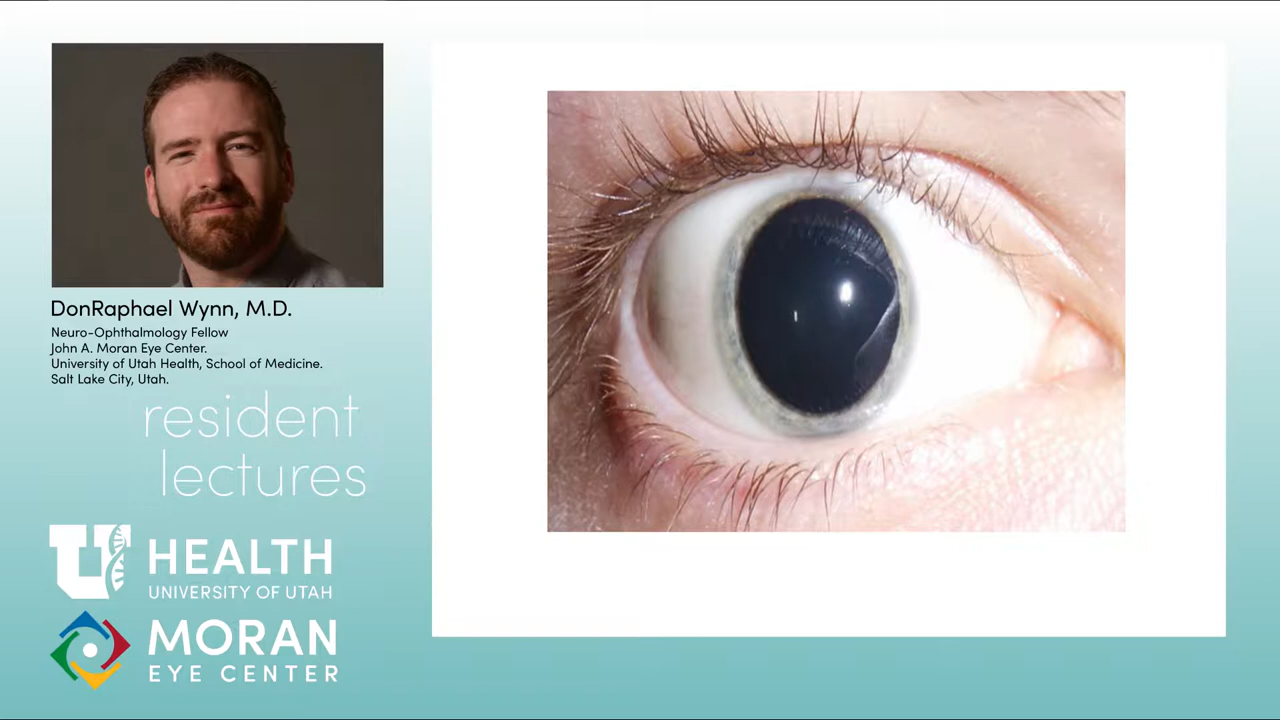 DonRaphael Wynn, M.D.
Neuro-Ophthalmology Fellow
John A. Moran Eye Center.
University of Utah Health, School of Medicine.
Salt Lake City, Utah.
resident
lectures
U HEALTH
UNIVERSITY OF UTAH
MORAN
EYE CENTER